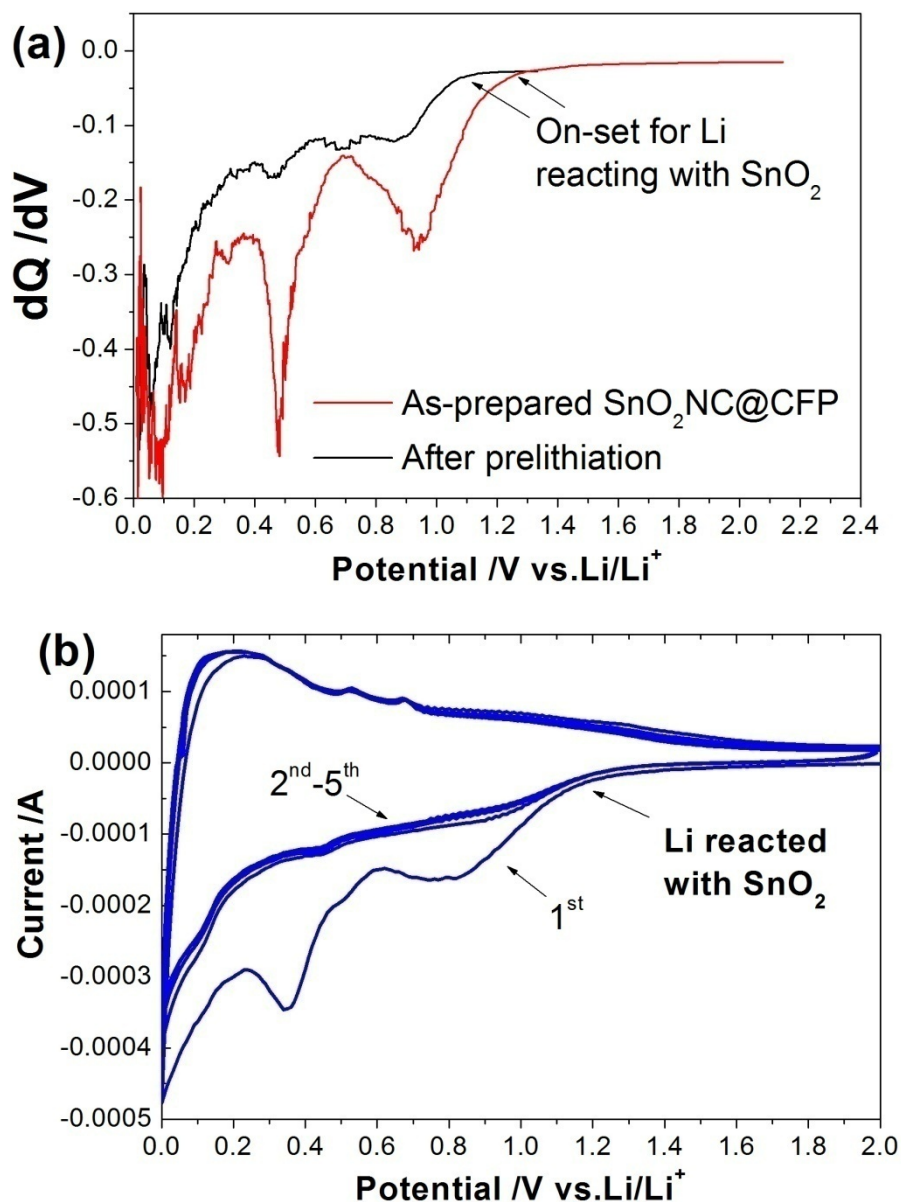 (a)
0.0
-0.1
-0.2
-0.3
-0.4
-0.5
-0.6
dQ /dV
On-set for Li
reacting with SnO₂
As-prepared SnO₂NC@CFP
After prelithiation
0.0 0.2 0.4 0.6 0.8 1.0 1.2 1.4 1.6 1.8 2.0 2.2 2.4
Potential /V vs.Li/Li⁺
(b)
0.0001
0.0000
-0.0001
-0.0002
-0.0003
-0.0004
-0.0005
Current /A
2ⁿᵈ-5ᵗʰ
Li reacted
with SnO₂
1ˢᵗ
0.0 0.2 0.4 0.6 0.8 1.0 1.2 1.4 1.6 1.8 2.0
Potential /V vs.Li/Li⁺